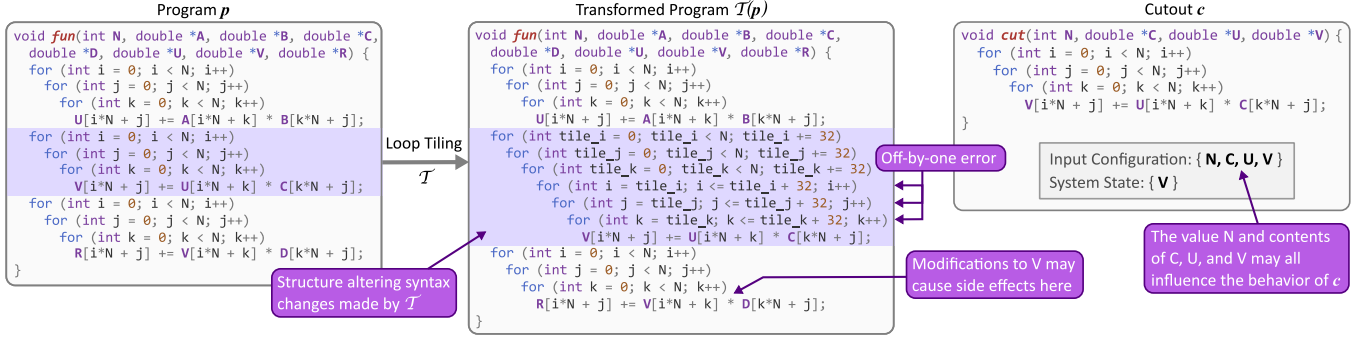 Program p
void fun(int N, double *A, double *B, double *C,
double *D, double *U, double *V, double *R) {
for (int i = 0; i < N; i++)
for (int j = 0; j < N; j++)
for (int k = 0; k < N; k++)
U[i*N + j] += A[i*N + k] * B[k*N + j];
for (int i = 0; i < N; i++)
for (int j = 0; j < N; j++)
for (int k = 0; k < N; k++)
V[i*N + j] += U[i*N + k] * C[k*N + j];
for (int i = 0; i < N; i++)
for (int j = 0; j < N; j++)
for (int k = 0; k < N; k++)
R[i*N + j] += V[i*N + k] * D[k*N + j];
}
Loop Tiling
𝒯
Structure altering syntax
changes made by 𝒯
Transformed Program 𝒯(p)
void fun(int N, double *A, double *B, double *C,
double *D, double *U, double *V, double *R) {
for (int i = 0; i < N; i++)
for (int j = 0; j < N; j++)
for (int k = 0; k < N; k++)
U[i*N + j] += A[i*N + k] * B[k*N + j];
for (int tile_i = 0; tile_i < N; tile_i += 32)
for (int tile_j = 0; tile_j < N; tile_j += 32)
for (int tile_k = 0; tile_k < N; tile_k += 32)
for (int i = tile_i; i <= tile_i + 32; i++)
for (int j = tile_j; j <= tile_j + 32; j++)
for (int k = tile_k; k <= tile_k + 32; k++)
V[i*N + j] += U[i*N + k] * C[k*N + j];
for (int i = 0; i < N; i++)
for (int j = 0; j < N; j++)
for (int k = 0; k < N; k++)
R[i*N + j] += V[i*N + k] * D[k*N + j];
}
Off-by-one error
Modifications to V may
cause side effects here
Cutout c
void cut(int N, double *C, double *U, double *V) {
for (int i = 0; i < N; i++)
for (int j = 0; j < N; j++)
for (int k = 0; k < N; k++)
V[i*N + j] += U[i*N + k] * C[k*N + j];
}
Input Configuration: { N, C, U, V }
System State: { V }
The value N and contents
of C, U, and V may all
influence the behavior of c